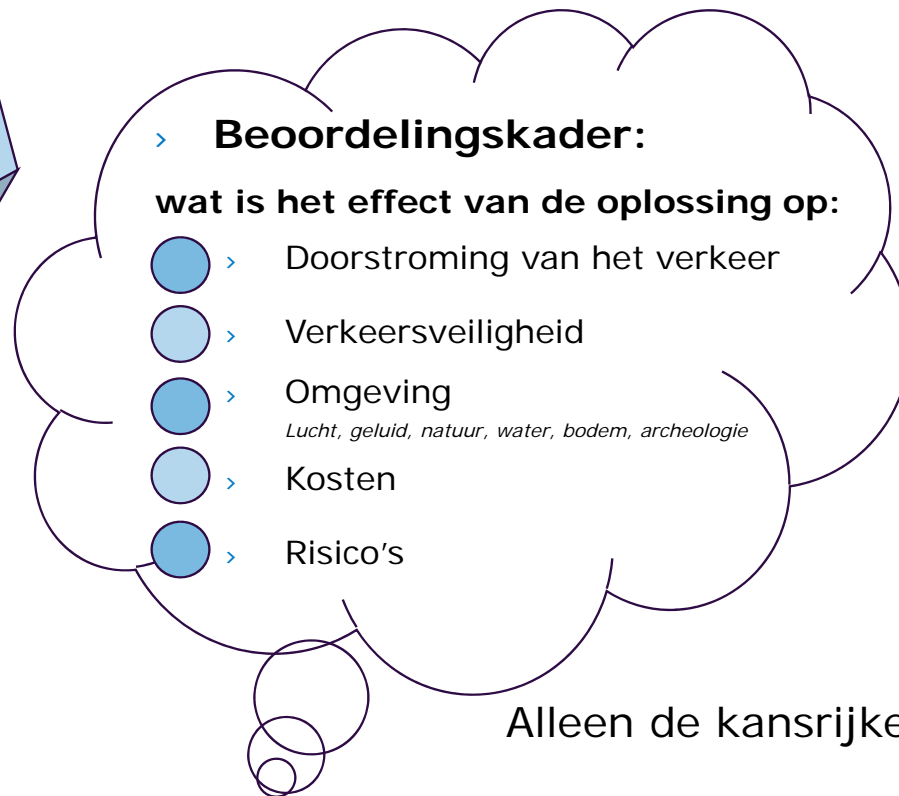 › Beoordelingskader:
wat is het effect van de oplossing op:
› Doorstroming van het verkeer
› Verkeersveiligheid
› Omgeving
Lucht, geluid, natuur, water, bodem, archeologie
› Kosten
› Risico's
Alleen de kansrijke